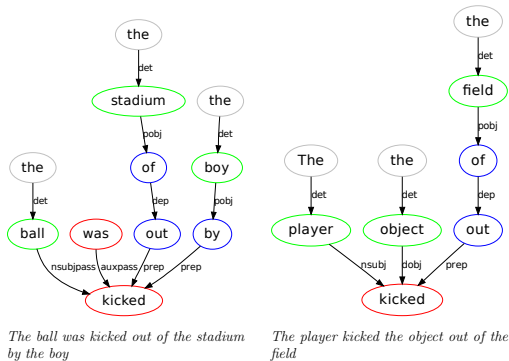 the
det
stadium
the
pobj
det
the
of
boy
det
dep
pobj
ball
was
out
by
nsubjpass
auxpass
prep
prep
kicked
The ball was kicked out of the stadium
by the boy
the
det
field
pobj
The
the
of
det
det
dep
player
object
out
nsubj
dobj
prep
kicked
The player kicked the object out of the
field